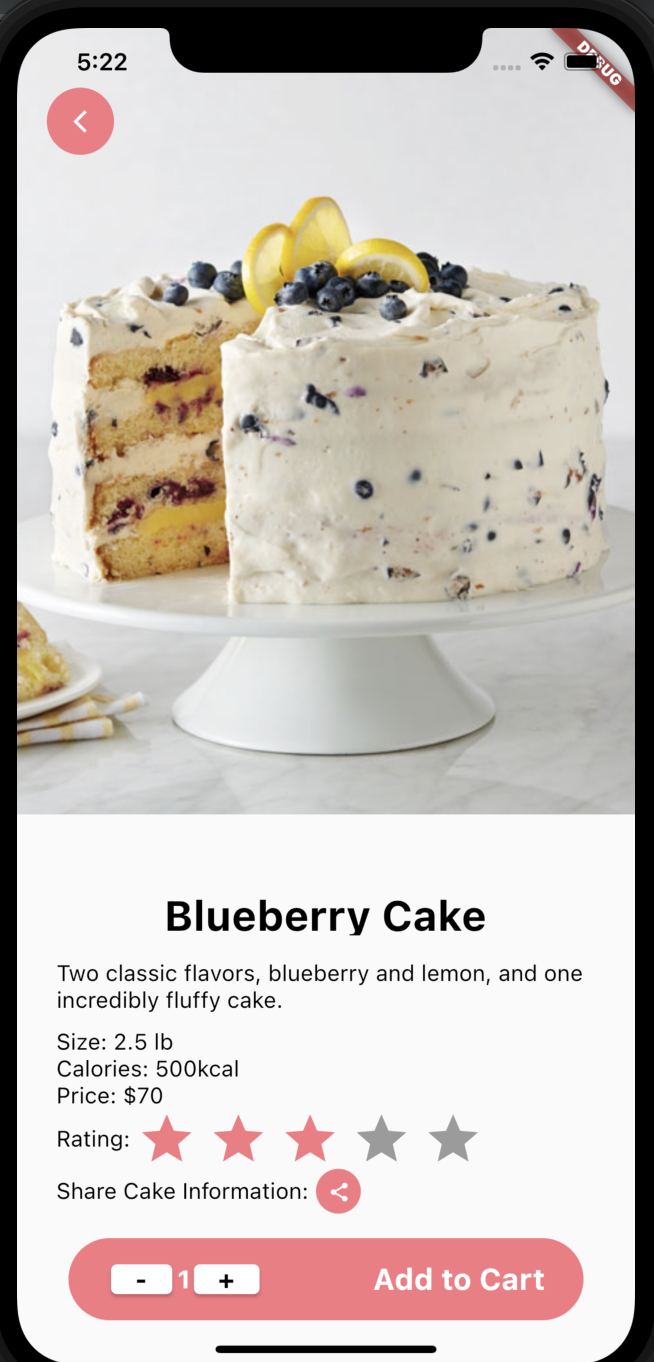 5:22
DEBUG
Blueberry Cake
Two classic flavors, blueberry and lemon, and one
incredibly fluffy cake.
Size: 2.5 lb
Calories: 500kcal
Price: $70
Rating:
Share Cake Information:
- 1 + Add to Cart